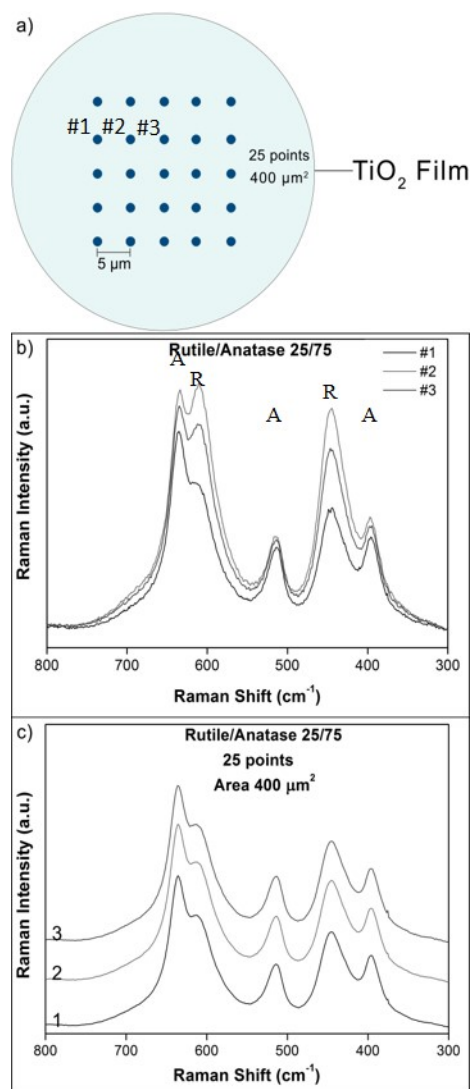 a)
#1 #2 #3
25 points
400 µm²
TiO₂ Film
5 µm
b)
Rutile/Anatase 25/75
#1
#2
#3
A
R
A
R
A
Raman Intensity (a.u.)
800 700 600 500 400 300
Raman Shift (cm⁻¹)
c)
Rutile/Anatase 25/75
25 points
Area 400 µm²
Raman Intensity (a.u.)
3
2
1
800 700 600 500 400 300
Raman Shift (cm⁻¹)